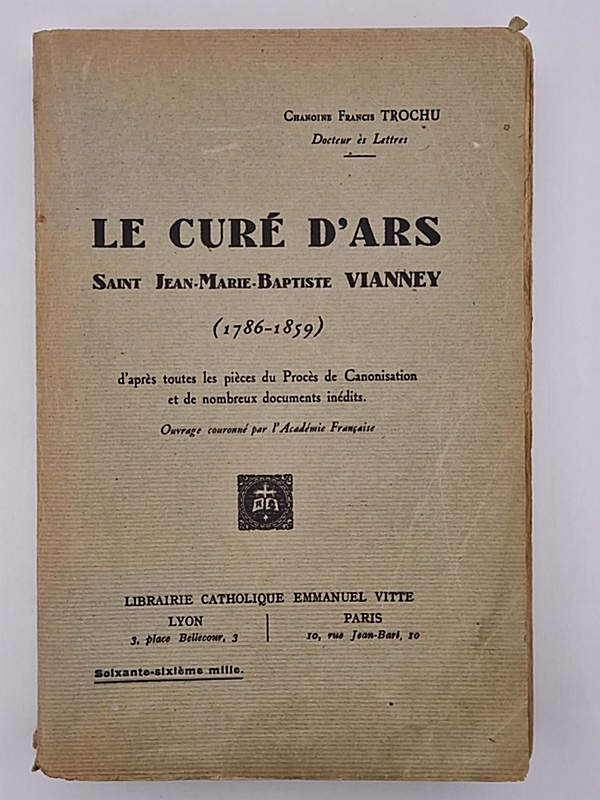 Chanoine Francis TROCHU
Docteur ès Lettres
LE CURÉ D'ARS
Saint Jean-Marie-Baptiste VIANNEY
(1786-1859)
d'après toutes les pièces du Procès de Canonisation
et de nombreux documents inédits.
Ouvrage couronné par l'Académie Française
LIBRAIRIE CATHOLIQUE EMMANUEL VITTE
LYON
3, place Bellecour, 3
PARIS
10, rue Jean-Bart, 10
Soixante-sixième mille.